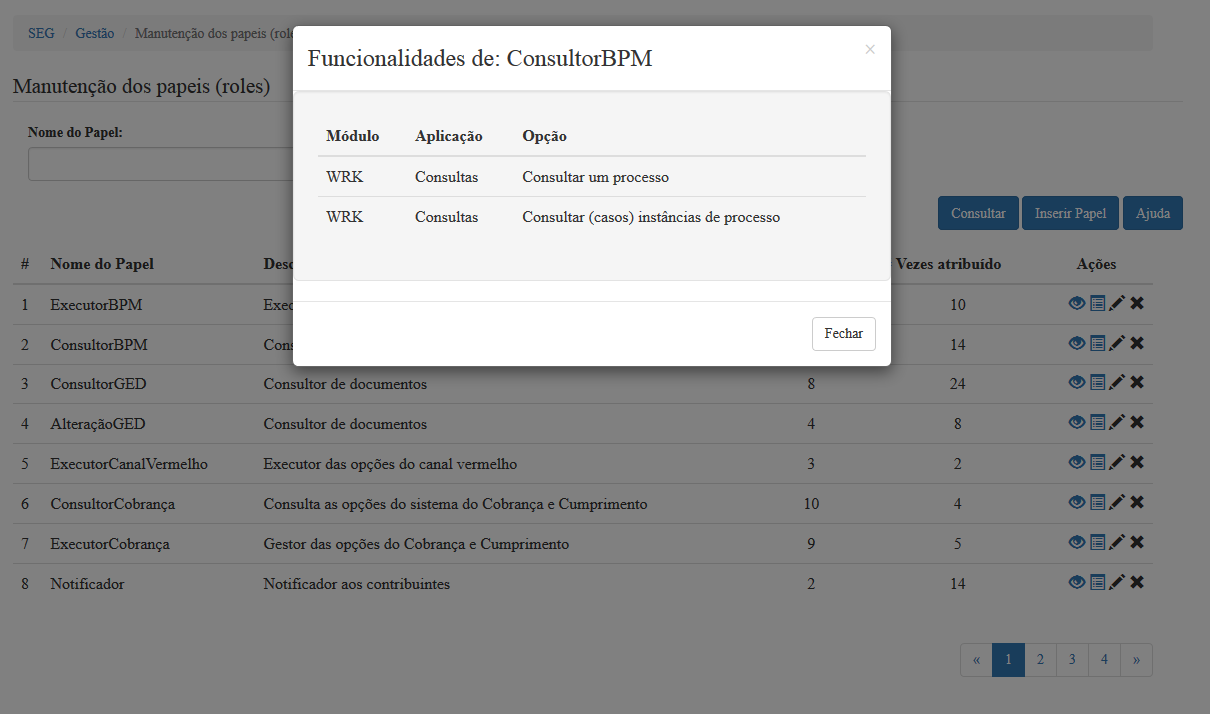 SEG / Gestão / Manutenção dos papeis
Funcionalidades de: ConsultorBPM ×
Manutenção dos papeis (roles)
Nome do Papel:
Módulo Aplicação Opção
WRK Consultas Consultar um processo
WRK Consultas Consultar (casos) instâncias de processo
Fechar
Consultar Inserir Papel Ajuda
# Nome do Papel Vezes atribuído Ações
1 ExecutorBPM 10
2 ConsultorBPM 14
3 ConsultorGED Consultor de documentos 8 24
4 AlteraçãoGED Consultor de documentos 4 8
5 ExecutorCanalVermelho Executor das opções do canal vermelho 3 2
6 ConsultorCobrança Consulta as opções do sistema do Cobrança e Cumprimento 10 4
7 ExecutorCobrança Gestor das opções do Cobrança e Cumprimento 9 5
8 Notificador Notificador aos contribuintes 2 14
« 1 2 3 4 »